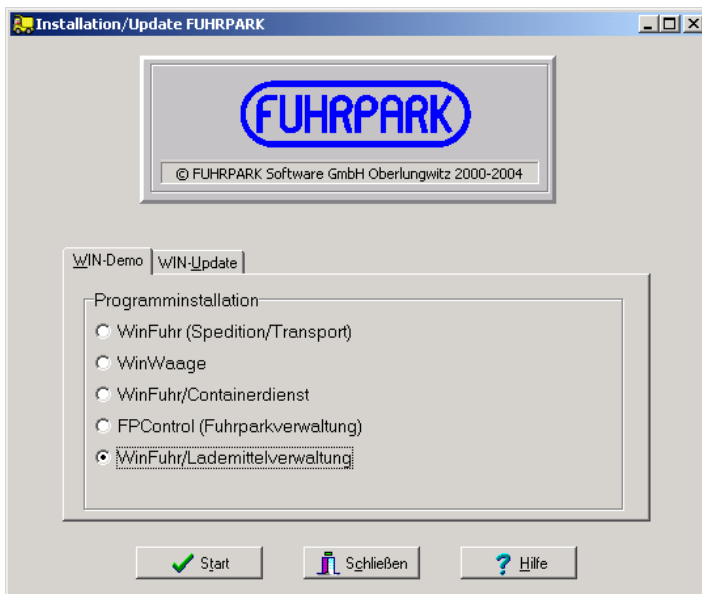 Installation/Update FUHRPARK
FUHRPARK
© FUHRPARK Software GmbH Oberlungwitz 2000-2004
WIN-Demo WIN-Update
Programminstallation
WinFuhr (Spedition/Transport)
WinWaage
WinFuhr/Containerdienst
FPControl (Fuhrparkverwaltung)
WinFuhr/Lademittelverwaltung
Start Schließen Hilfe